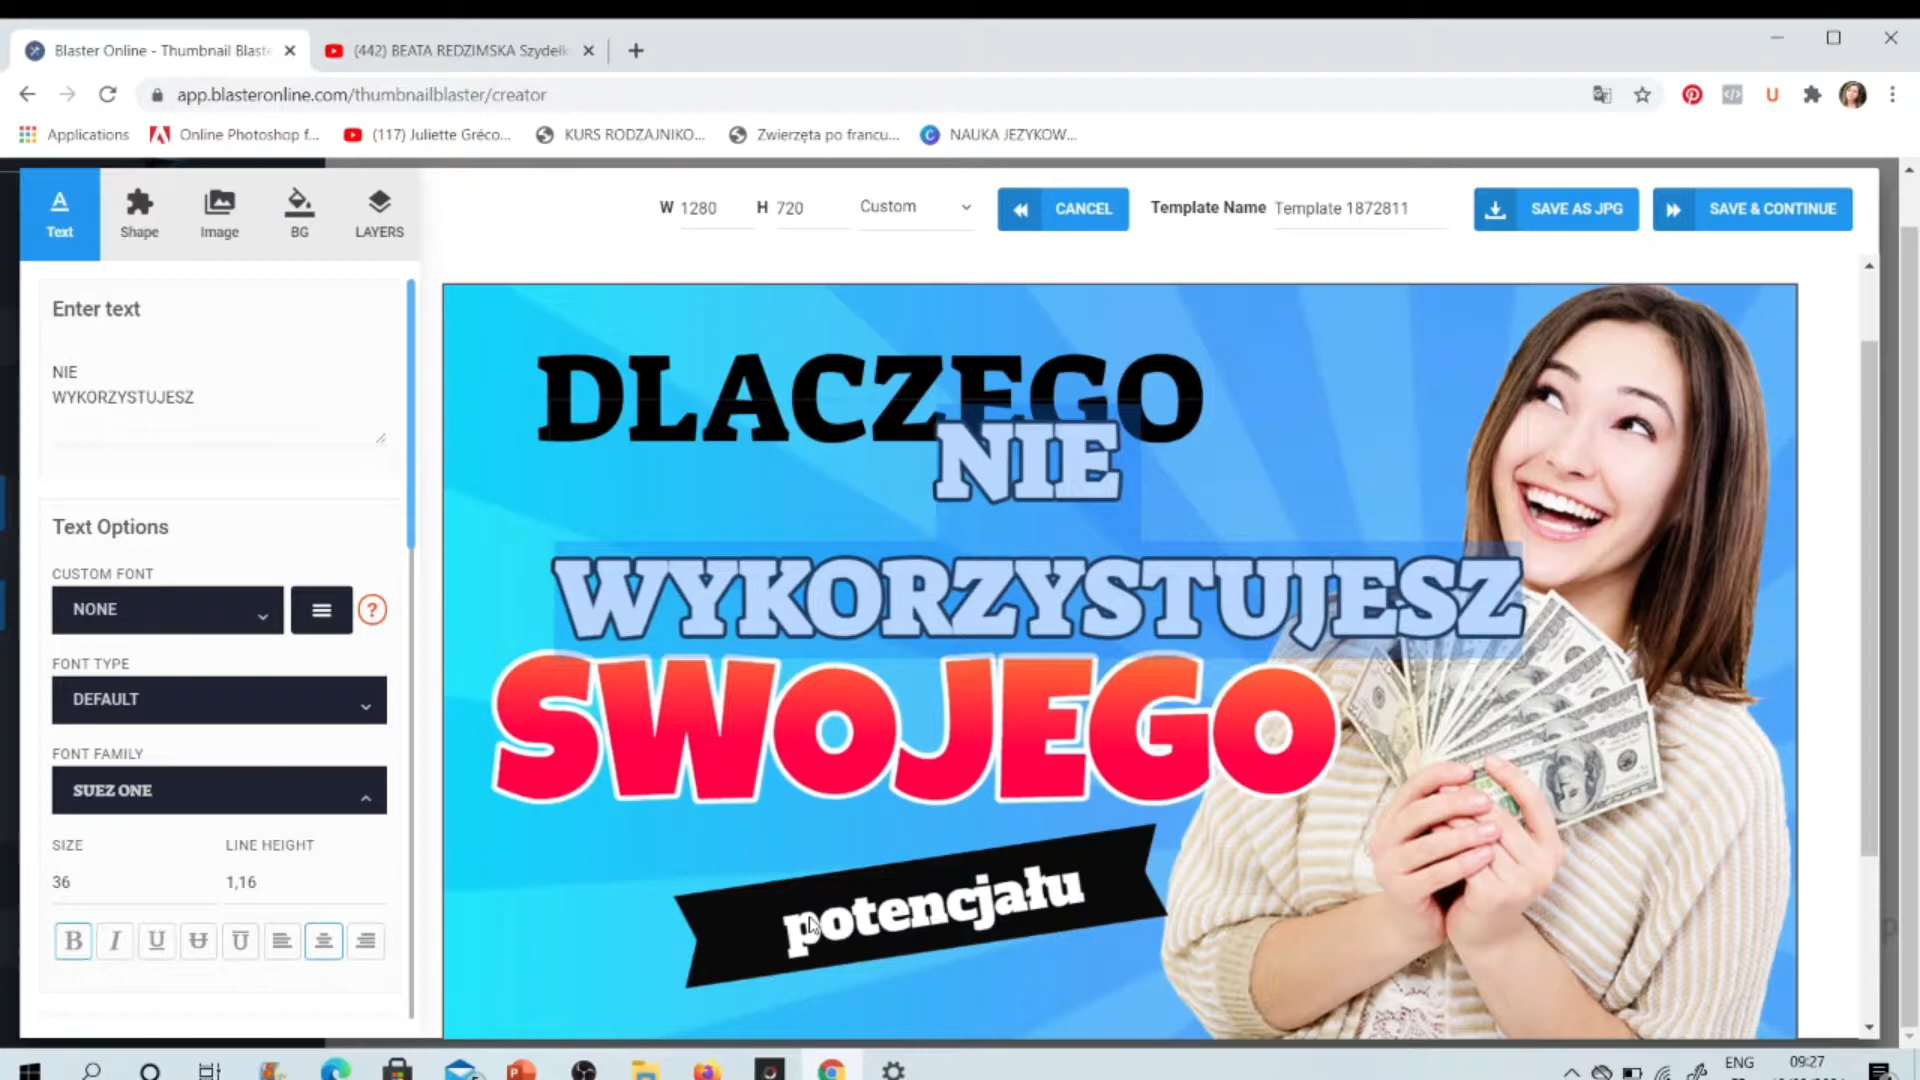 Blaster Online - Thumbnail Blaste
(442) BEATA REDZIMSKA Szydełk
app.blasteronline.com/thumbnailblaster/creator
Applications
Online Photoshop f...
(117) Juliette Gréco...
KURS RODZAJNIKO...
Zwierzęta po francu...
NAUKA JEZYKOW...
A
Text
Shape
Image
BG
LAYERS
W 1280
H 720
Custom
CANCEL
Template Name Template 1872811
SAVE AS JPG
SAVE & CONTINUE
Enter text
NIE
WYKORZYSTUJESZ
Text Options
CUSTOM FONT
NONE
?
FONT TYPE
DEFAULT
FONT FAMILY
SUEZ ONE
SIZE
LINE HEIGHT
36
1,16
B I U U U
DLACZEGO
NIE
WYKORZYSTUJESZ
SWOJEGO
potencjału
ENG
09:27